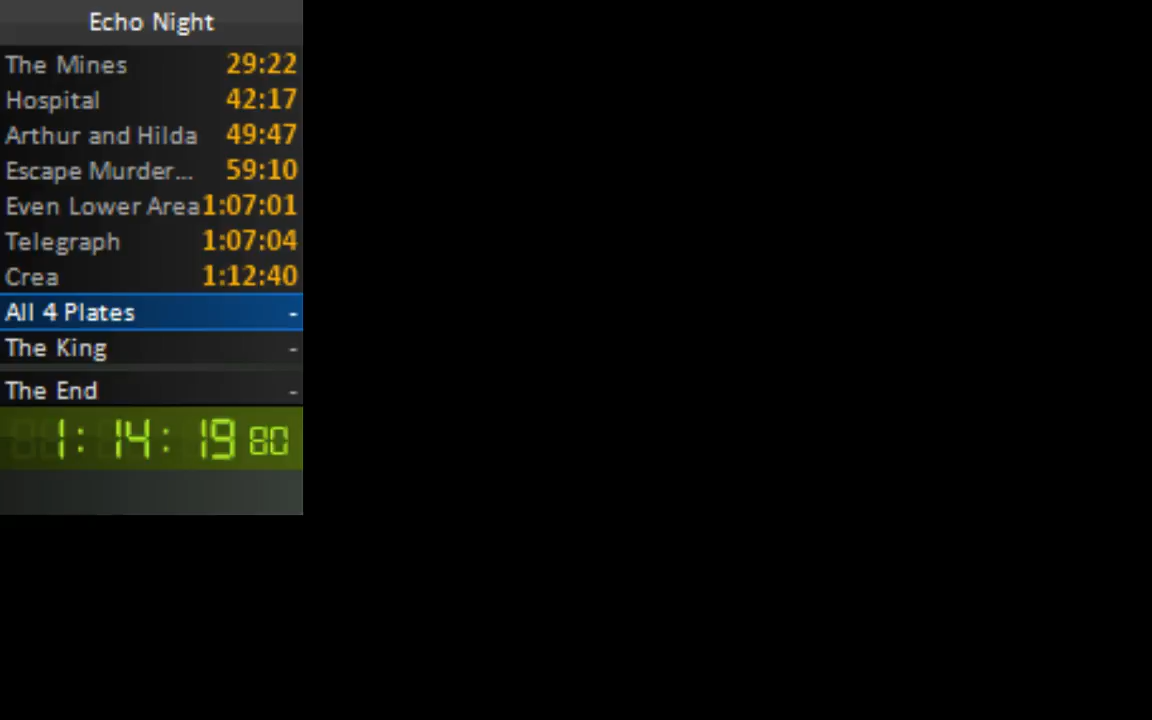 Echo Night
The Mines 29:22
Hospital 42:17
Arthur and Hilda 49:47
Escape Murder... 59:10
Even Lower Area 1:07:01
Telegraph 1:07:04
Crea 1:12:40
All 4 Plates -
The King -
The End -
1:14:19 80